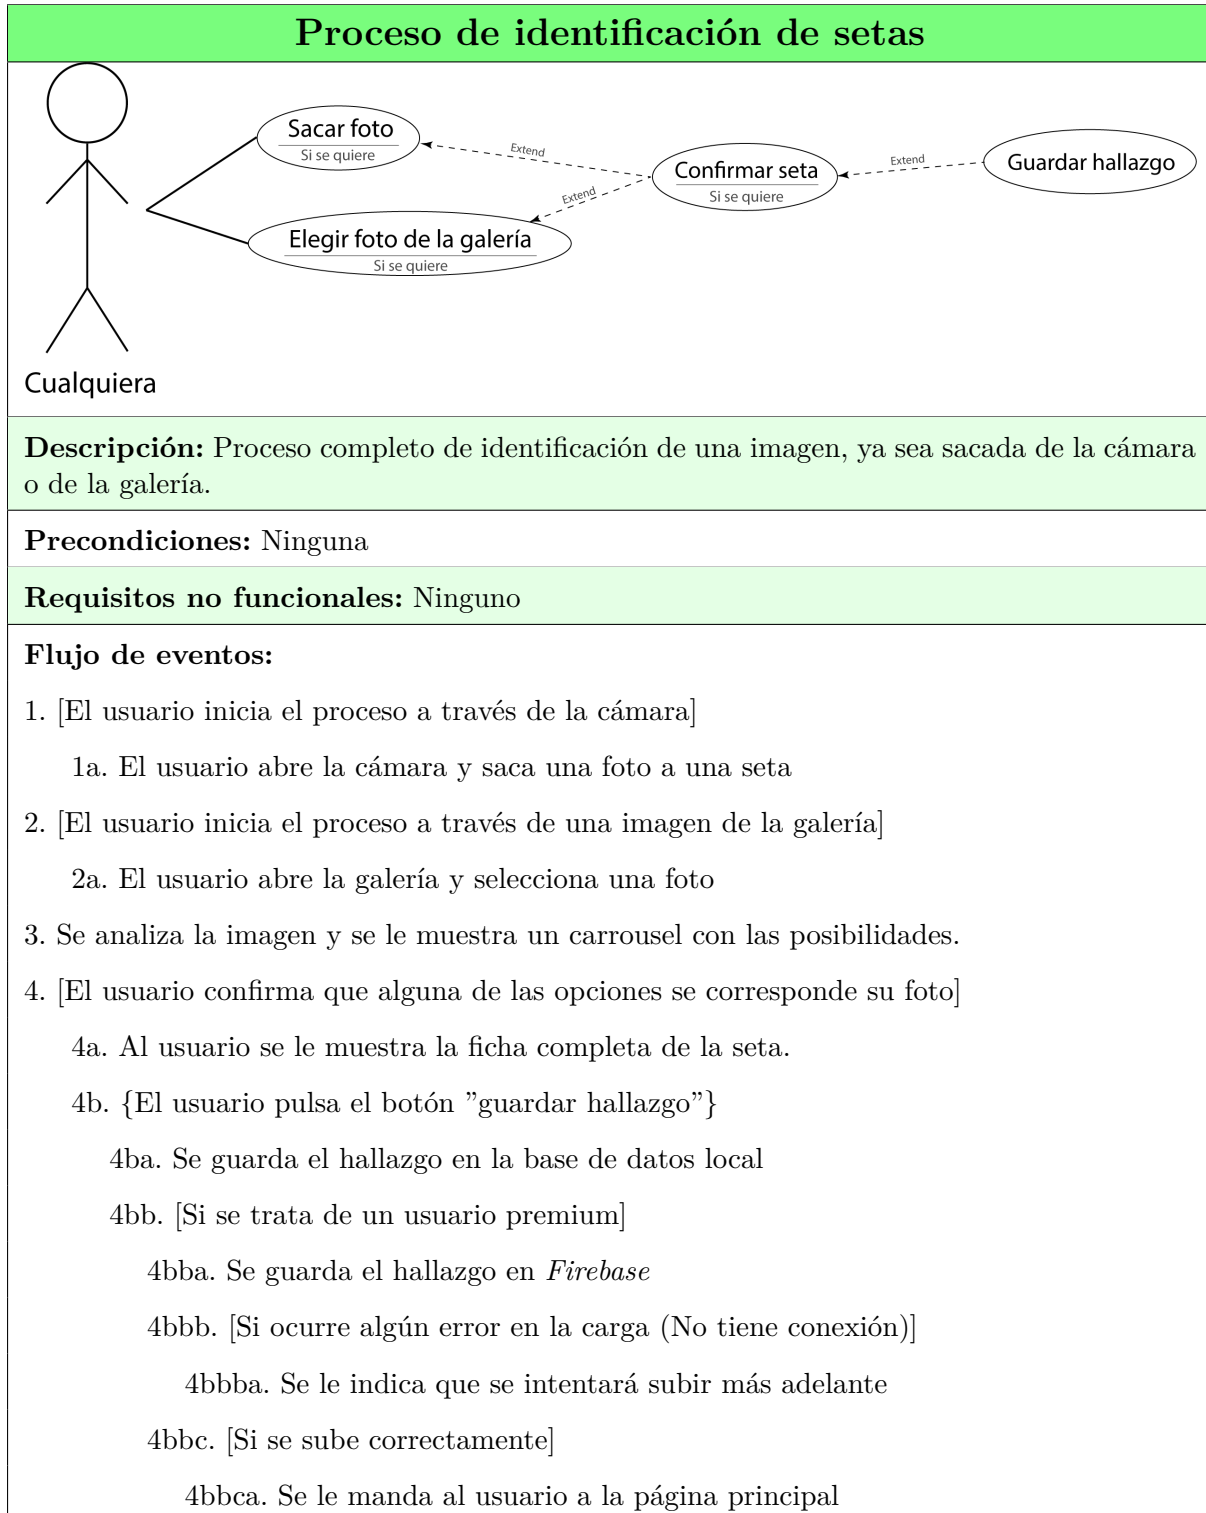 Proceso de identificación de setas
Sacar foto
Si se quiere
Extend
Confirmar seta
Si se quiere
Extend
Guardar hallazgo
Extend
Elegir foto de la galería
Si se quiere
Cualquiera
Descripción: Proceso completo de identificación de una imagen, ya sea sacada de la cámara
o de la galería.
Precondiciones: Ninguna
Requisitos no funcionales: Ninguno
Flujo de eventos:
1. [El usuario inicia el proceso a través de la cámara]
1a. El usuario abre la cámara y saca una foto a una seta
2. [El usuario inicia el proceso a través de una imagen de la galería]
2a. El usuario abre la galería y selecciona una foto
3. Se analiza la imagen y se le muestra un carrousel con las posibilidades.
4. [El usuario confirma que alguna de las opciones se corresponde su foto]
4a. Al usuario se le muestra la ficha completa de la seta.
4b. {El usuario pulsa el botón ”guardar hallazgo”}
4ba. Se guarda el hallazgo en la base de datos local
4bb. [Si se trata de un usuario premium]
4bba. Se guarda el hallazgo en Firebase
4bbb. [Si ocurre algún error en la carga (No tiene conexión)]
4bbba. Se le indica que se intentará subir más adelante
4bbc. [Si se sube correctamente]
4bbca. Se le manda al usuario a la página principal